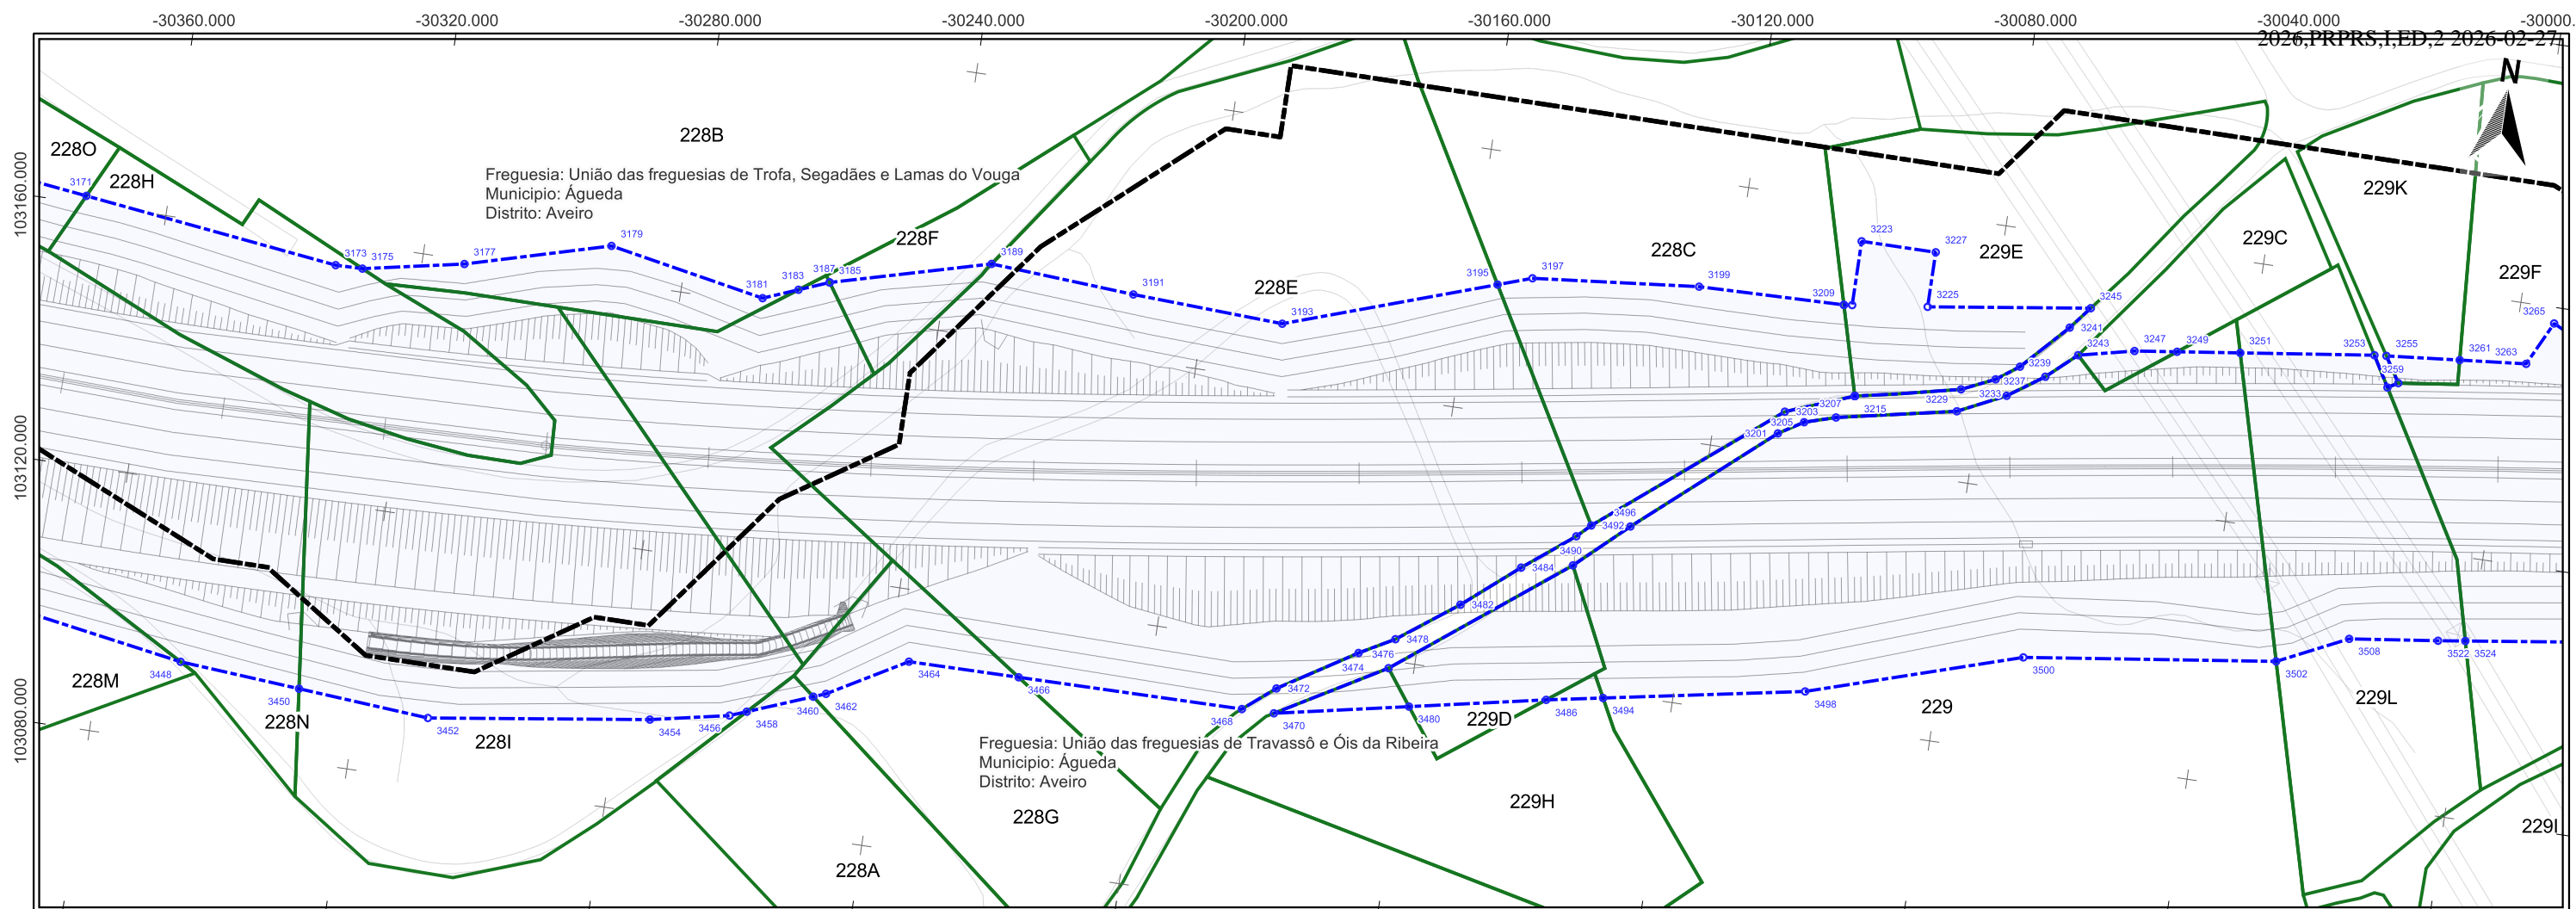 -30360.000 -30320.000 -30280.000 -30240.000 -30200.000 -30160.000 -30120.000 -30080.000 -30040.000 -30000.
2026,PRPRS,I,ED,2 2026-02-27
N
228O
228B
228H
3171
103160.000
Freguesia: União das freguesias de Trofa, Segadães e Lamas do Vouga
Municipio: Águeda
Distrito: Aveiro
229K
3173 3175 3177 3179
228F
3181 3183 3187 3185
3189 3191
228E
3193
3195 3197
228C
3199
3209
3223 3227
229E
3225
3245
229C
229F
3265
3241
3243 3247 3249 3251 3253 3255 3261 3263
3239
3259
3237
3233
3229
3207
3203 3215
3205
3201
103120.000
3496
3492
3490
3484
3482
3478
3476
3474
3472
228M
3448
103080.000
3450
228N
3452
228I
3454 3456 3458 3460 3462
3464 3466
3468 3470
3480
229D
3486 3494
3498
229
3500
3502
3508
3522 3524
229L
Freguesia: União das freguesias de Travassô e Óis da Ribeira
Municipio: Águeda
Distrito: Aveiro
228G
229H
228A
229I